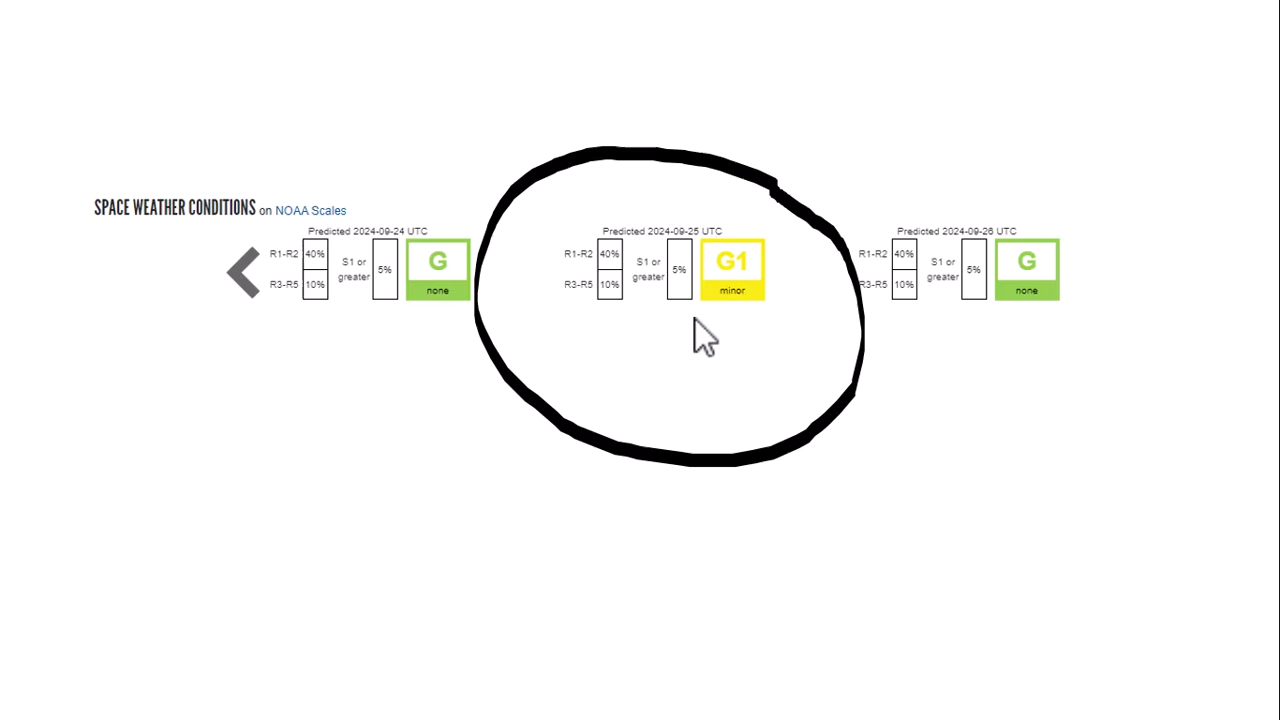 SPACE WEATHER CONDITIONS on NOAA Scales
Predicted 2024-09-24 UTC
R1-R2 40%
R3-R5 10%
S1 or greater 5%
G
none
Predicted 2024-09-25 UTC
R1-R2 40%
R3-R5 10%
S1 or greater 5%
G1
minor
Predicted 2024-09-26 UTC
R1-R2 40%
R3-R5 10%
S1 or greater 5%
G
none